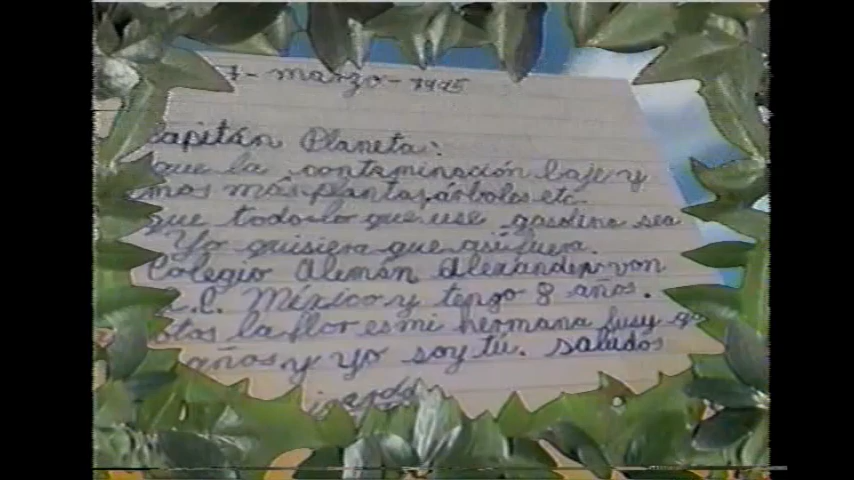 7 - marzo - 1995
Capitán Planeta:
que la contaminación baje y
mas más plantas, árboles etc.
que todo lo que use gasolina sea
Yo quisiera que así fuera.
Colegio Alemán Alexander von
México y tengo 8 años.
la flor es mi hermana Susy
años y yo soy tú. saludos